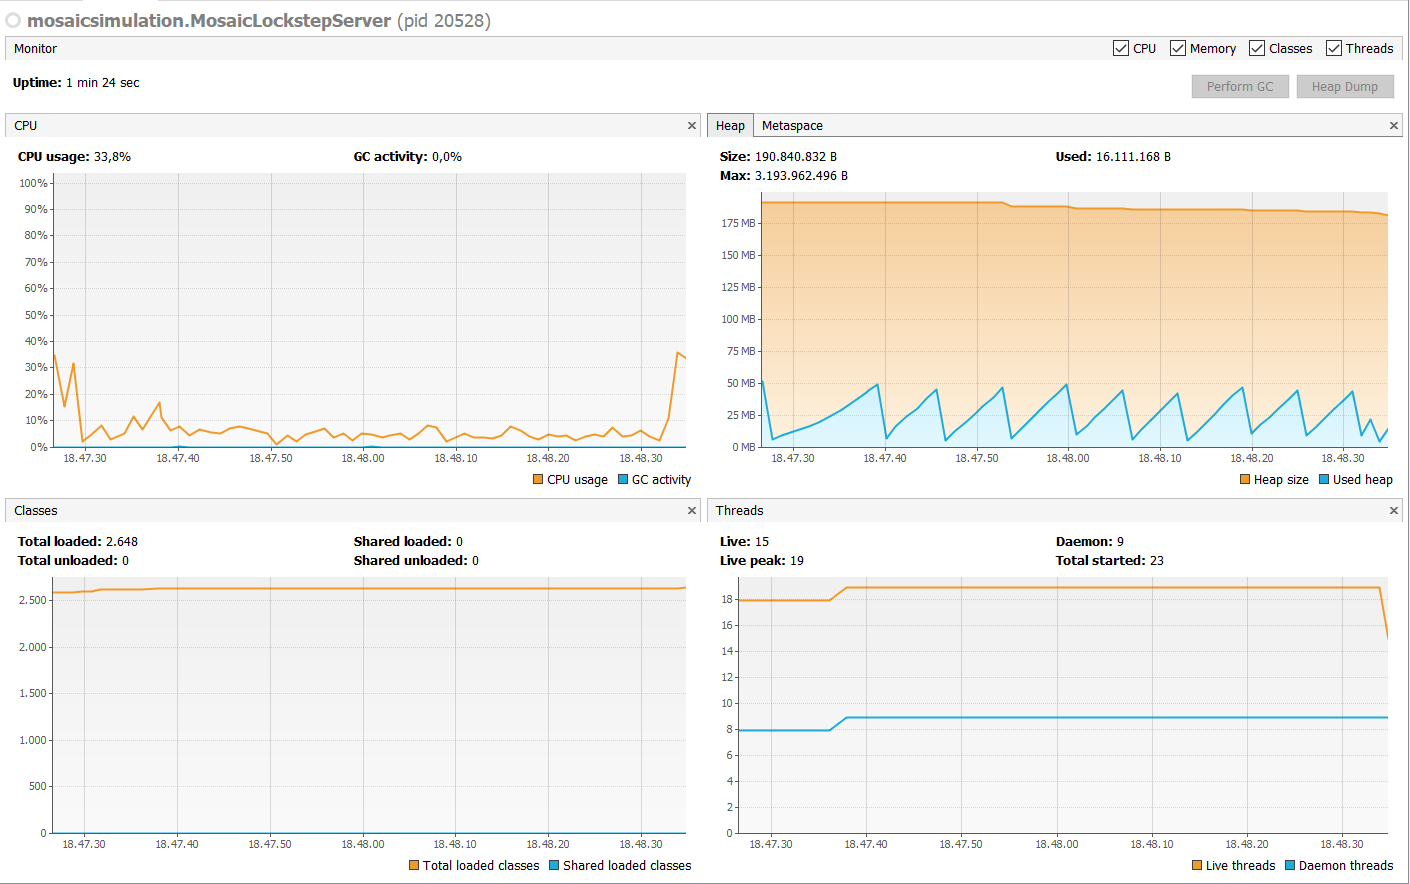 mosaicsimulation.MosaicLockstepServer (pid 20528)
Monitor
CPU Memory Classes Threads
Uptime: 1 min 24 sec
Perform GC Heap Dump
CPU
CPU usage: 33,8% GC activity: 0,0%
100%
90%
80%
70%
60%
50%
40%
30%
20%
10%
0%
18.47.30 18.47.40 18.47.50 18.48.00 18.48.10 18.48.20 18.48.30
CPU usage GC activity
Heap Metaspace
Size: 190.840.832 B Used: 16.111.168 B
Max: 3.193.962.496 B
175 MB
150 MB
125 MB
100 MB
75 MB
50 MB
25 MB
0 MB
18.47.30 18.47.40 18.47.50 18.48.00 18.48.10 18.48.20 18.48.30
Heap size Used heap
Classes
Total loaded: 2.648 Shared loaded: 0
Total unloaded: 0 Shared unloaded: 0
2.500
2.000
1.500
1.000
500
0
18.47.30 18.47.40 18.47.50 18.48.00 18.48.10 18.48.20 18.48.30
Total loaded classes Shared loaded classes
Threads
Live: 15 Daemon: 9
Live peak: 19 Total started: 23
18
16
14
12
10
8
6
4
2
0
18.47.30 18.47.40 18.47.50 18.48.00 18.48.10 18.48.20 18.48.30
Live threads Daemon threads